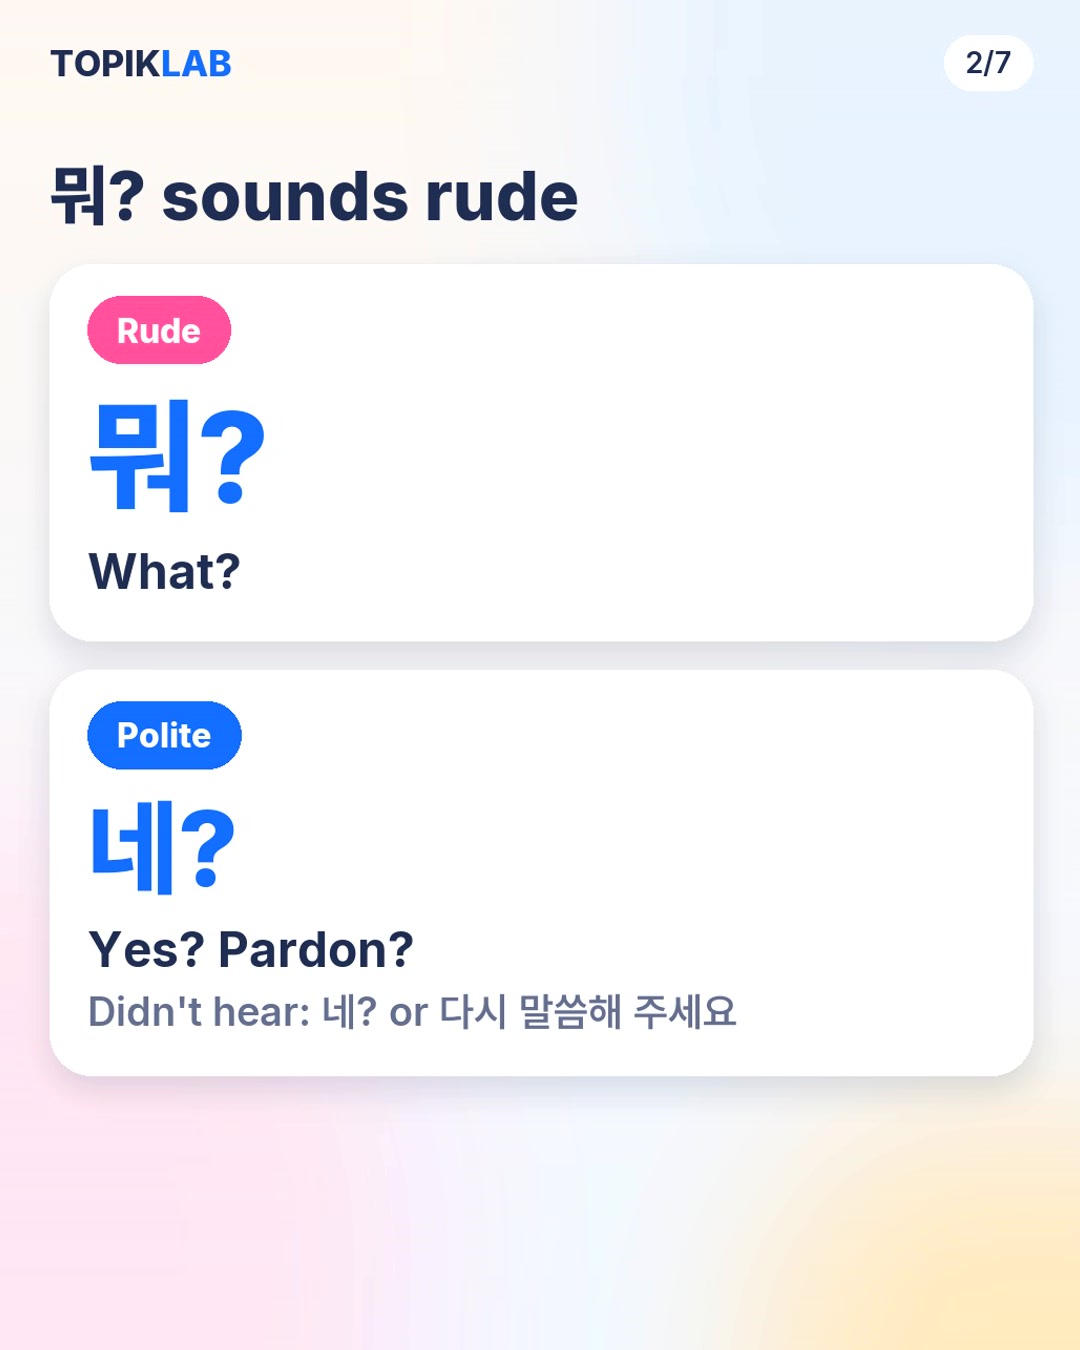 TOPIKLAB
2/7
뭐? sounds rude
Rude
뭐?
What?
Polite
네?
Yes? Pardon?
Didn't hear: 네? or 다시 말씀해 주세요